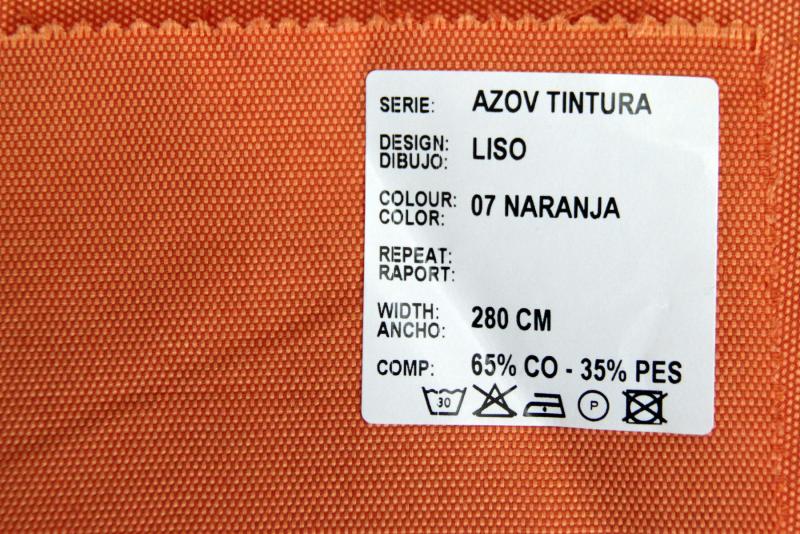 SERIE: AZOV TINTURA
DESIGN: LISO
DIBUJO:
COLOUR: 07 NARANJA
COLOR:
REPEAT:
RAPORT:
WIDTH: 280 CM
ANCHO:
COMP: 65% CO - 35% PES
30 P